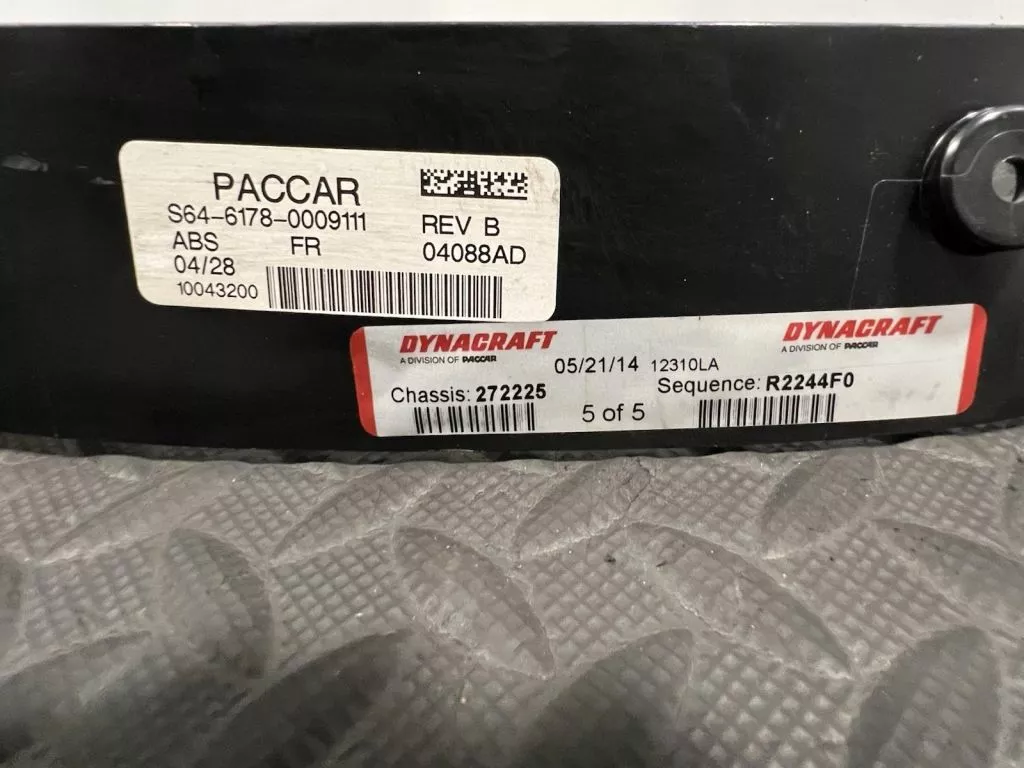 PACCAR
S64-6178-0009111 REV B
ABS FR 04088AD
04/28
10043200
DYNACRAFT
A DIVISION OF PACCAR
05/21/14 12310LA
DYNACRAFT
A DIVISION OF PACCAR
Chassis: 272225
5 of 5
Sequence: R2244F0